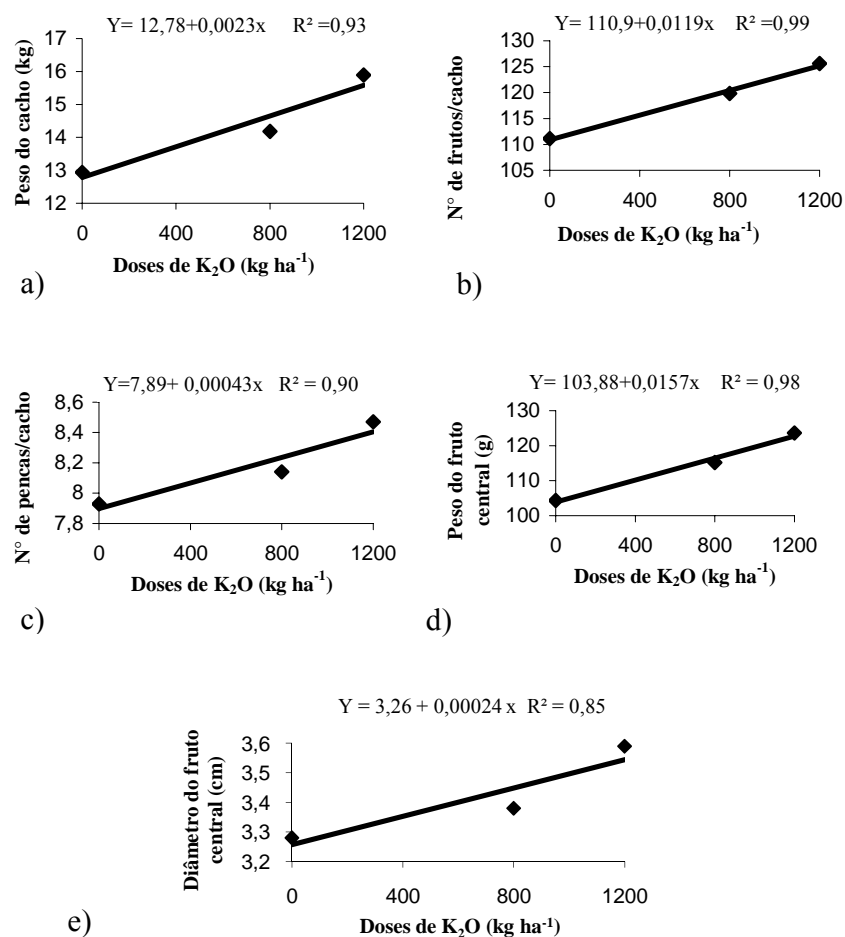 Y= 12,78+0,0023x R² =0,93
Peso do cacho (kg)
17
16
15
14
13
12
0 400 800 1200
Doses de K₂O (kg ha⁻¹)
a)
Y= 110,9+0,0119x R² =0,99
N° de frutos/cacho
130
125
120
115
110
105
0 400 800 1200
Doses de K₂O (kg ha⁻¹)
b)
Y=7,89+ 0,00043x R² = 0,90
N° de pencas/cacho
8,6
8,4
8,2
8
7,8
0 400 800 1200
Doses de K₂O (kg ha⁻¹)
c)
Y= 103,88+0,0157x R² = 0,98
Peso do fruto
central (g)
130
120
110
100
0 400 800 1200
Doses de K₂O (kg ha⁻¹)
d)
Y = 3,26 + 0,00024 x R² = 0,85
Diâmetro do fruto
central (cm)
3,6
3,5
3,4
3,3
3,2
0 400 800 1200
Doses de K₂O (kg ha⁻¹)
e)